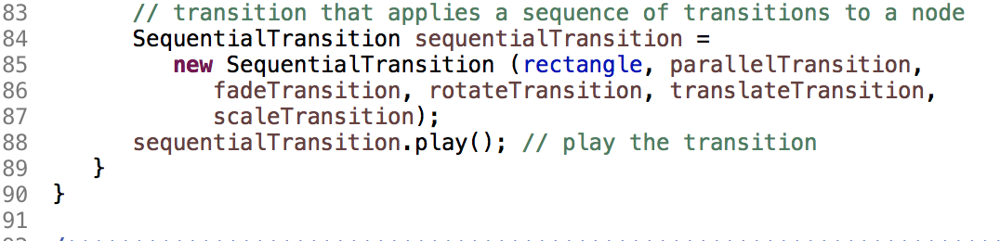 83 // transition that applies a sequence of transitions to a node
84 SequentialTransition sequentialTransition =
85 new SequentialTransition (rectangle, parallelTransition,
86 fadeTransition, rotateTransition, translateTransition,
87 scaleTransition);
88 sequentialTransition.play(); // play the transition
89 }
90 }
91